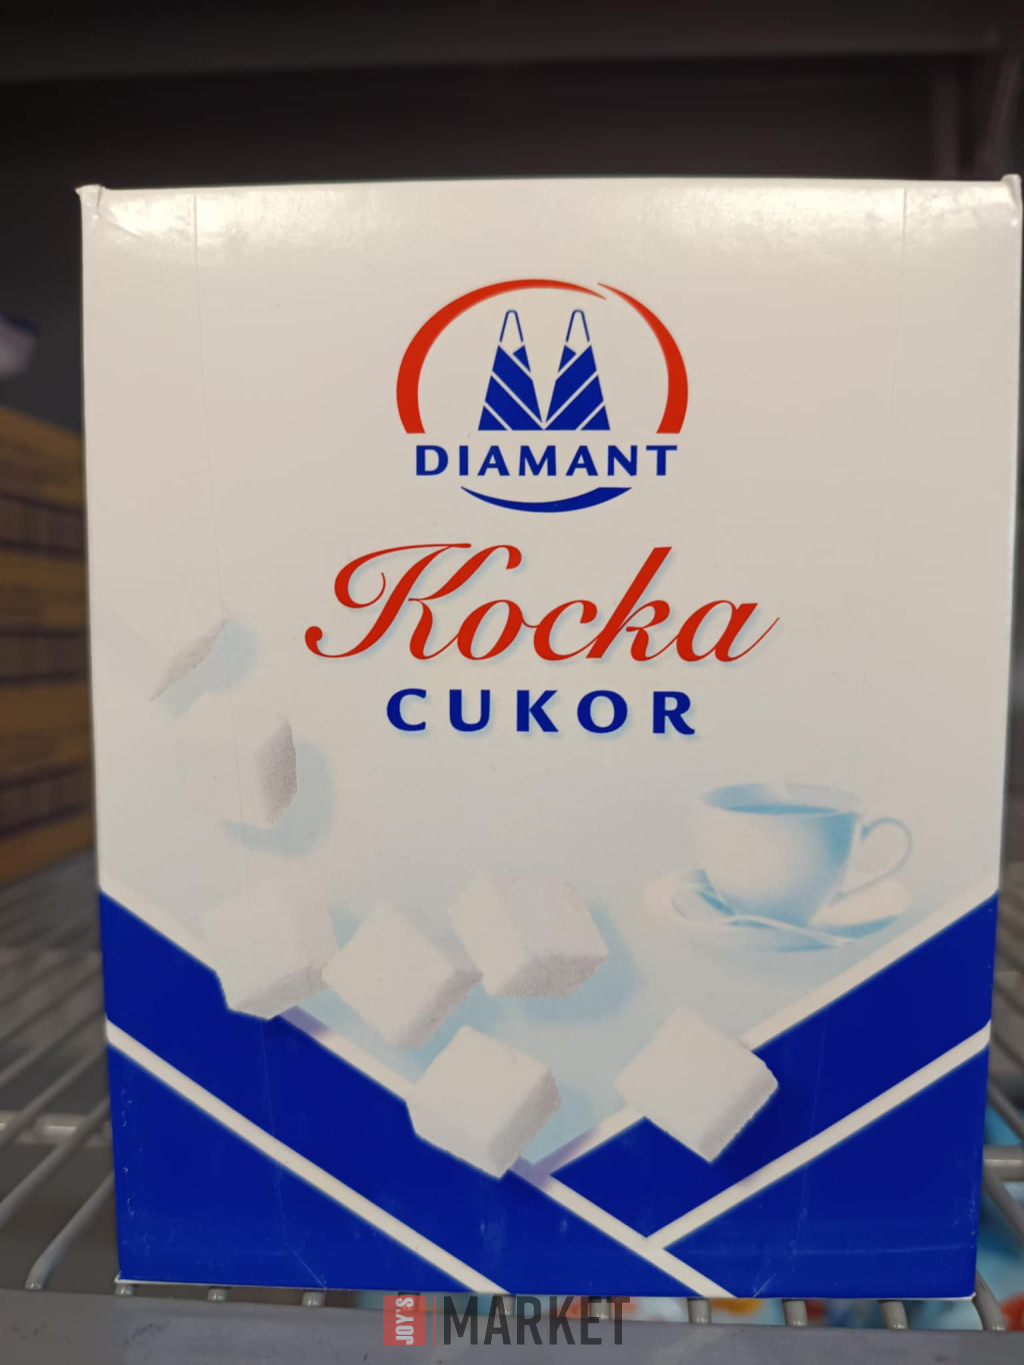 DIAMANT
Kocka
CUKOR
JOY'S
MARKET